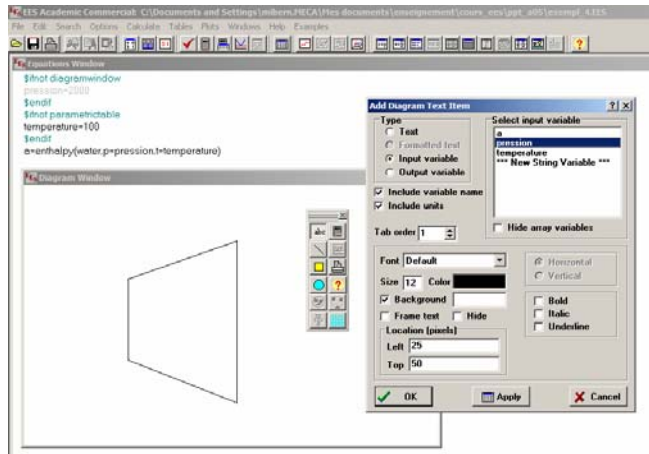 EES Academic Commercial: C:\Documents and Settings\mibern.MECA\Mes documents\enseignement\cours_ees\ppt_a05\exempl_4.EES
File Edit Search Options Calculate Tables Plots Windows Help Examples
Equations Window
$ifnot diagramwindow
pression=2000
$endif
$ifnot parametrictable
temperature=100
$endif
a=enthalpy(water,p=pression,t=temperature)
Diagram Window
abc
Add Diagram Text Item
Type
Text
Formatted text
Input variable
Output variable
Include variable name
Include units
Tab order 1
Select input variable
a
pression
temperature
*** New String Variable ***
Hide array variables
Font Default
Size 12 Color
Background
Frame text Hide
Location (pixels)
Left 25
Top 50
Horizontal
Vertical
Bold
Italic
Underline
OK Apply Cancel